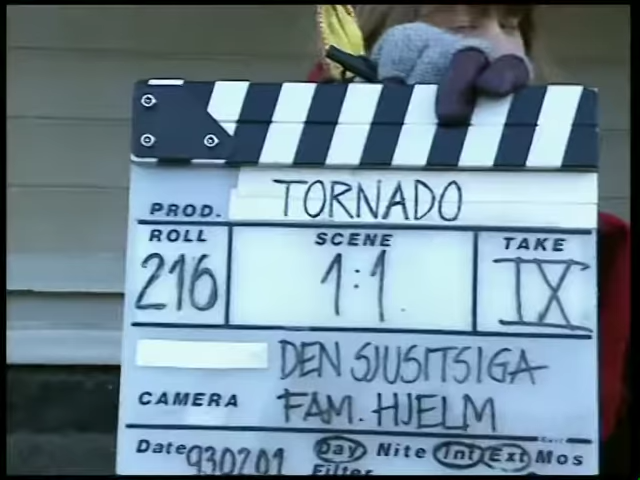 PROD. TORNADO
ROLL SCENE TAKE
216 1:1 IX
DEN SJUSITSIGA
CAMERA FAM. HJELM
Date 930201 Day Nite Int Ext Mos
Filter